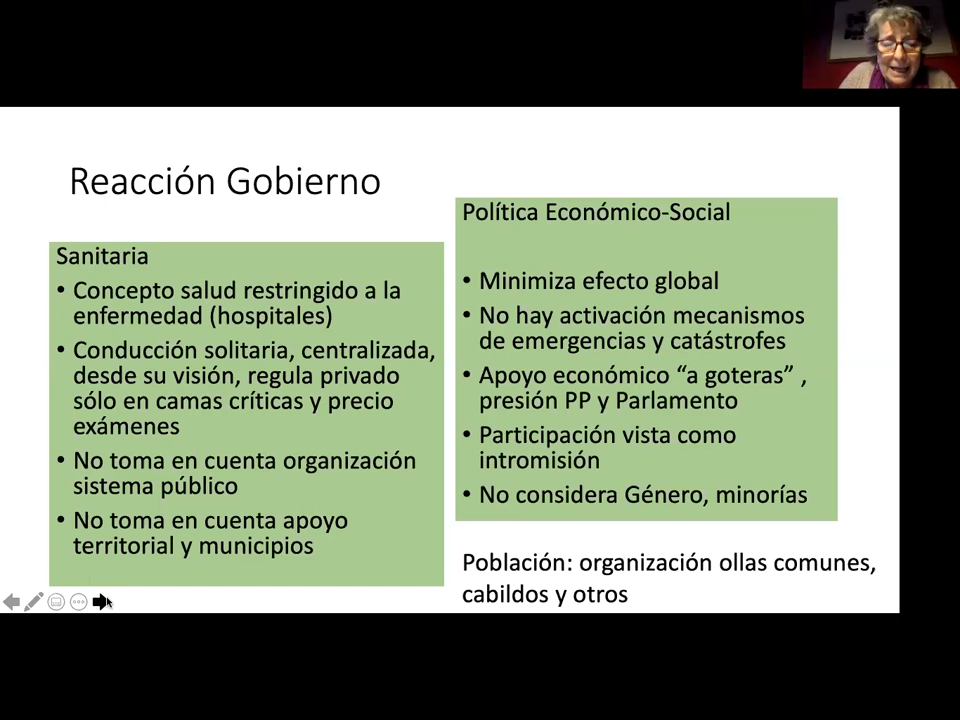 Reacción Gobierno
Sanitaria
• Concepto salud restringido a la
enfermedad (hospitales)
• Conducción solitaria, centralizada,
desde su visión, regula privado
sólo en camas críticas y precio
exámenes
• No toma en cuenta organización
sistema público
• No toma en cuenta apoyo
territorial y municipios
Política Económico-Social
• Minimiza efecto global
• No hay activación mecanismos
de emergencias y catástrofes
• Apoyo económico “a goteras” ,
presión PP y Parlamento
• Participación vista como
intromisión
• No considera Género, minorías
Población: organización ollas comunes,
cabildos y otros